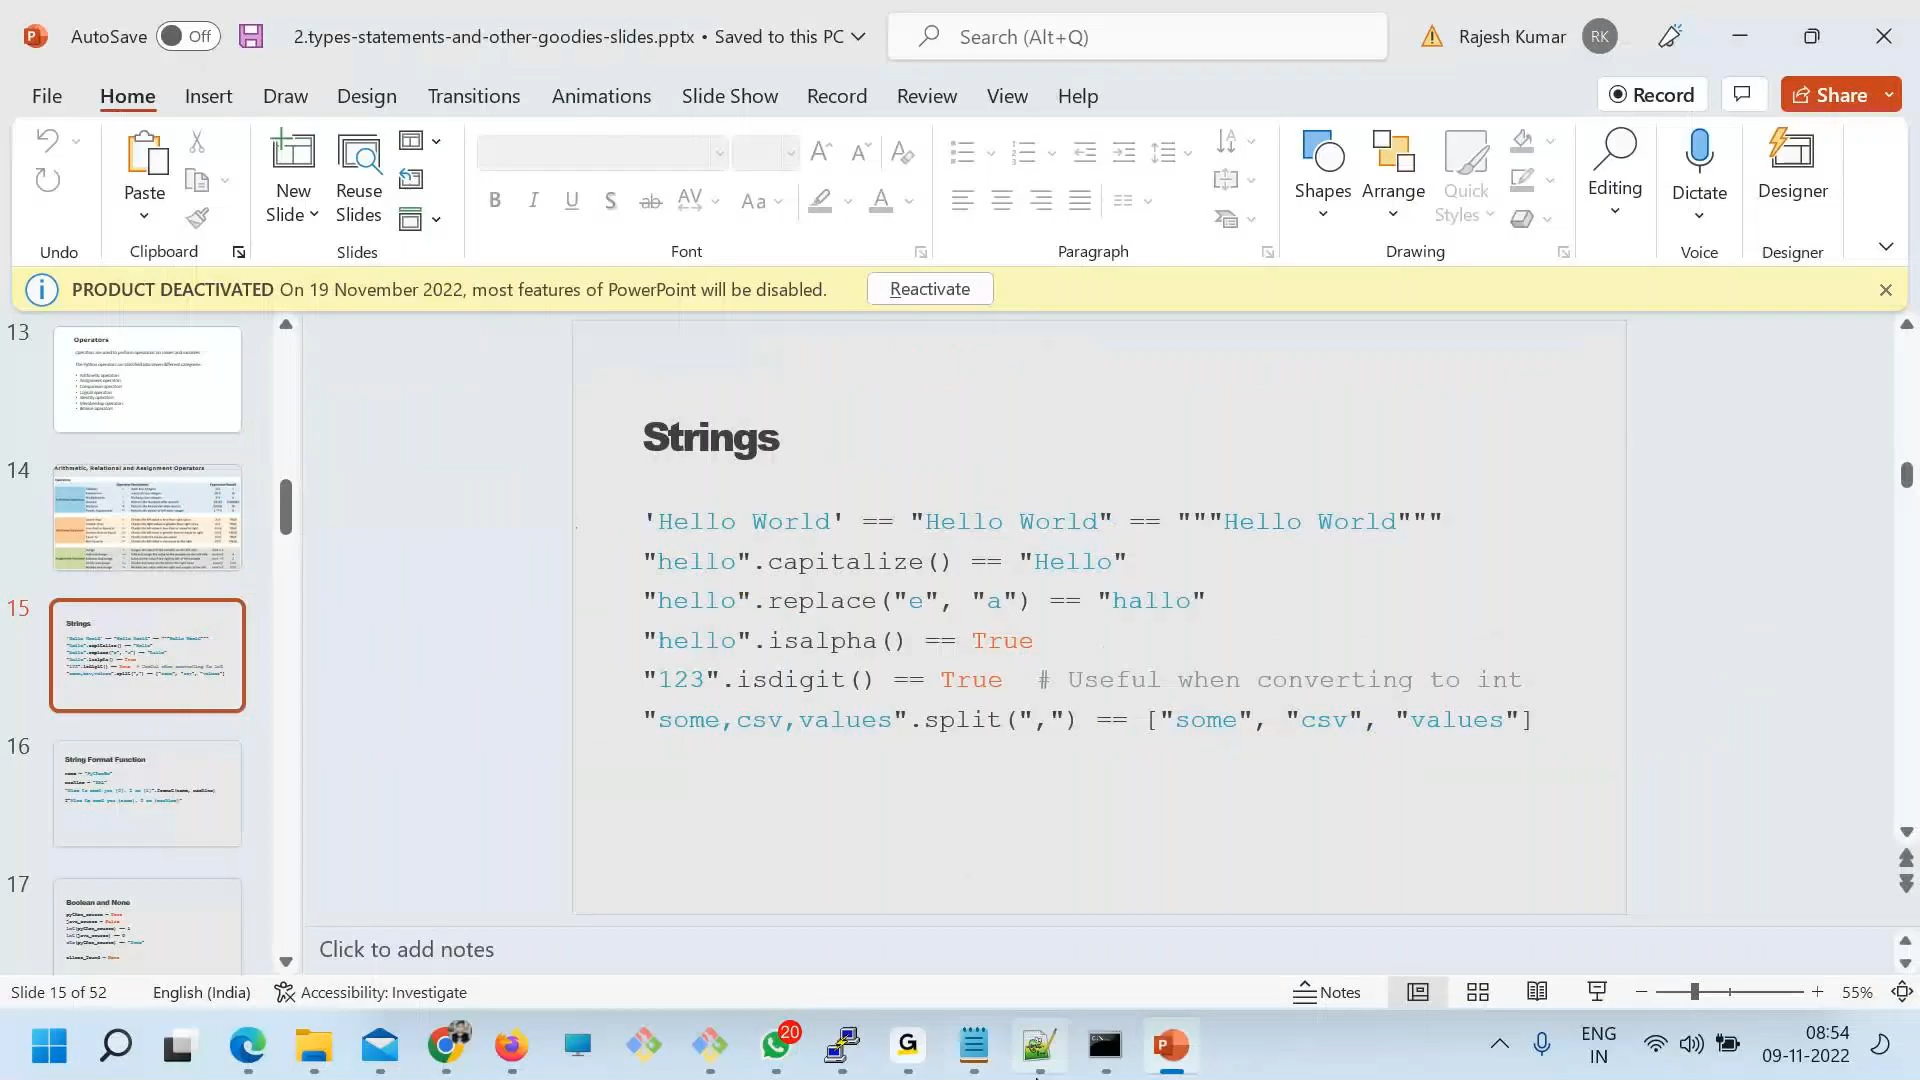 AutoSave Off 2.types-statements-and-other-goodies-slides.pptx • Saved to this PC Search (Alt+Q) Rajesh Kumar RK
File Home Insert Draw Design Transitions Animations Slide Show Record Review View Help Record Share
Paste New Slide Reuse Slides Shapes Arrange Quick Styles Editing Dictate Designer
Undo Clipboard Slides Font Paragraph Drawing Voice Designer
PRODUCT DEACTIVATED On 19 November 2022, most features of PowerPoint will be disabled. Reactivate
13
Operators
14
Arithmetic, Relational and Assignment Operators
15
Strings
16
String Format Function
17
Boolean and None
Strings
'Hello World' == "Hello World" == """Hello World"""
"hello".capitalize() == "Hello"
"hello".replace("e", "a") == "hallo"
"hello".isalpha() == True
"123".isdigit() == True # Useful when converting to int
"some,csv,values".split(",") == ["some", "csv", "values"]
Click to add notes
Slide 15 of 52 English (India) Accessibility: Investigate Notes 55%
20
ENG
IN
08:54
09-11-2022